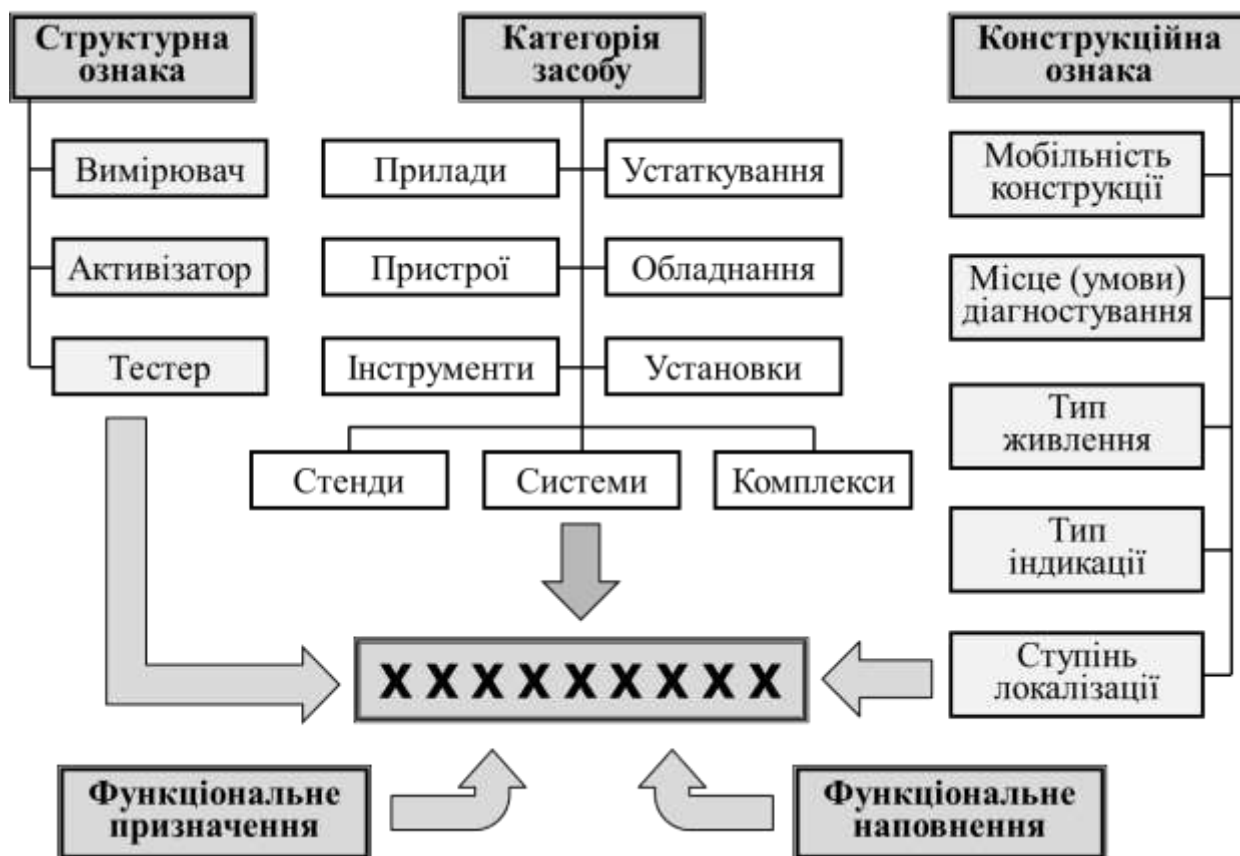 Структурна
ознака
Вимірювач
Активізатор
Тестер
Категорія
засобу
Прилади
Устаткування
Пристрої
Обладнання
Інструменти
Установки
Стенди
Системи
Комплекси
Конструкційна
ознака
Мобільність
конструкції
Місце (умови)
діагностування
Тип
живлення
Тип
індикації
Ступінь
локалізації
X X X X X X X X X
Функціональне
призначення
Функціональне
наповнення